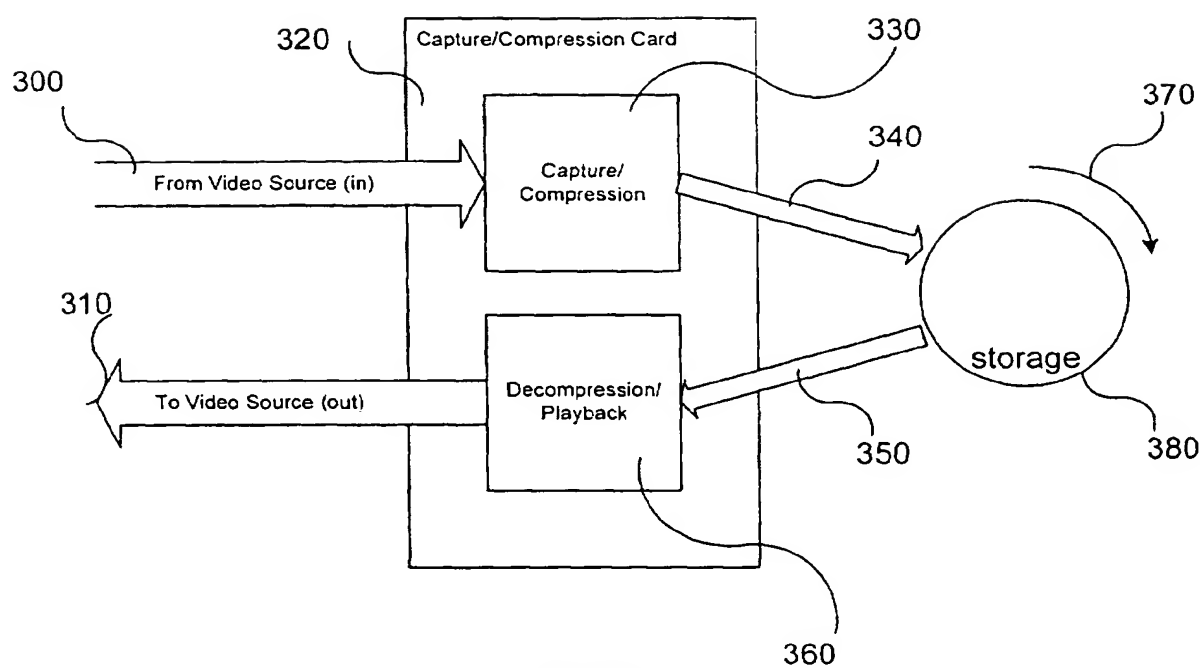 320
Capture/Compression Card
330
300
370
340
From Video Source (in)
Capture/
Compression
310
storage
Decompression/
Playback
To Video Source (out)
350
380
360